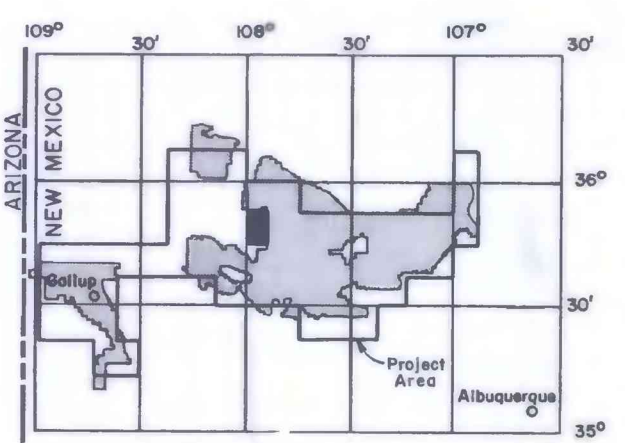 109° 30' 108° 30' 107° 30'
ARIZONA
NEW MEXICO
36°
Gallup
30'
Project
Area
Albuquerque
35°